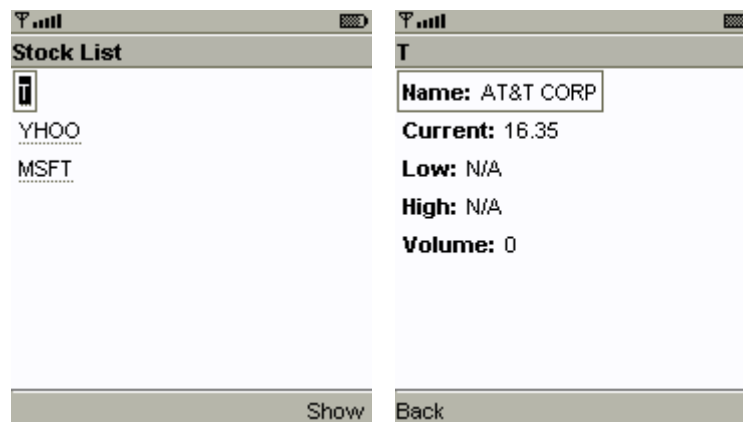 Stock List
T
YHOO
MSFT
Show
T
Name: AT&T CORP
Current: 16.35
Low: N/A
High: N/A
Volume: 0
Back